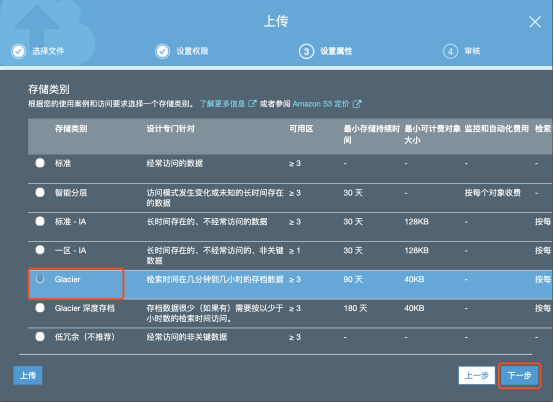 上传
选择文件
设置权限
3 设置属性
4 审核
存储类别
根据您的使用案例和访问要求选择一个存储类别。 了解更多信息 或者参阅 Amazon S3 定价
存储类别 设计专门针对 可用区 最小存储持续时间 最小可计费对象大小 监控和自动化费用 检索
标准 经常访问的数据 ≥ 3 - - -
智能分层 访问模式发生变化或未知的长时间存在的数据 ≥ 3 30 天 - 按每个对象收费 -
标准 - IA 长时间存在的、不经常访问的数据 ≥ 3 30 天 128KB - 按每
一区 - IA 长时间存在的、不经常访问的、非关键数据 ≥ 1 30 天 128KB - 按每
Glacier 检索时间在几分钟到几小时的存档数据 ≥ 3 90 天 40KB - 按每
Glacier 深度存档 存档数据很少（如果有）需要按以少于小时数的检索时间访问。 ≥ 3 180 天 40KB - 按每
低冗余（不推荐） 经常访问的非关键数据 ≥ 3 - - - -
上传
上一步
下一步